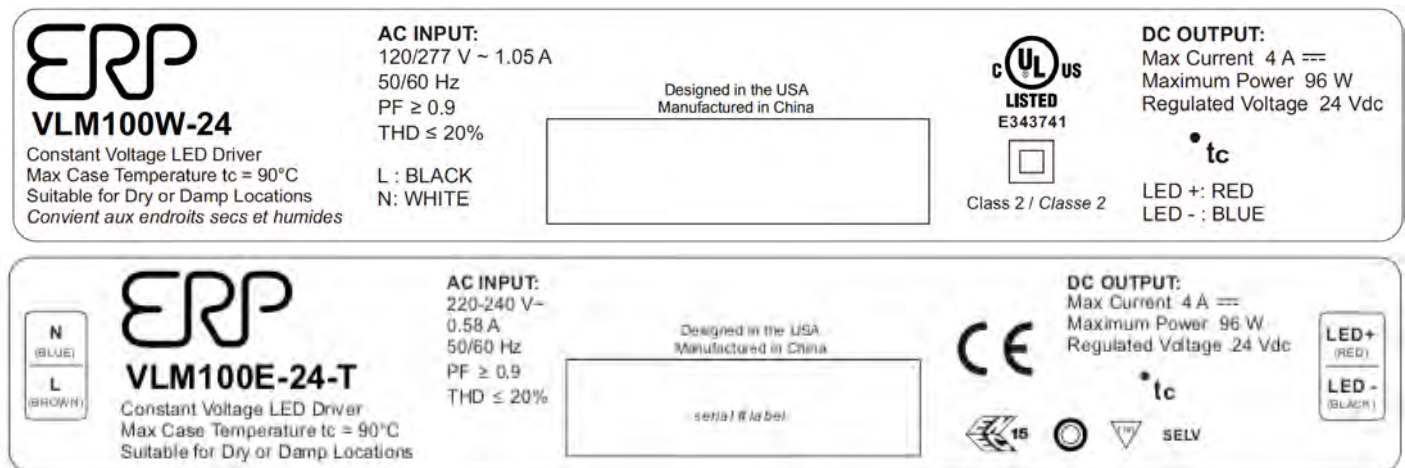 ERP
VLM100W-24
Constant Voltage LED Driver
Max Case Temperature tc = 90°C
Suitable for Dry or Damp Locations
Convient aux endroits secs et humides
AC INPUT:
120/277 V ~ 1.05 A
50/60 Hz
PF ≥ 0.9
THD ≤ 20%
L : BLACK
N: WHITE
Designed in the USA
Manufactured in China
C UL US
LISTED
E343741
Class 2 / Classe 2
DC OUTPUT:
Max Current 4 A ⎓
Maximum Power 96 W
Regulated Voltage 24 Vdc
tc
LED +: RED
LED - : BLUE
N
(BLUE)
L
(BROWN)
ERP
VLM100E-24-T
Constant Voltage LED Driver
Max Case Temperature tc = 90°C
Suitable for Dry or Damp Locations
AC INPUT:
220-240 V~
0.58 A
50/60 Hz
PF ≥ 0.9
THD ≤ 20%
Designed in the USA
Manufactured in China
serial # label
CE
DC OUTPUT:
Max Current 4 A ⎓
Maximum Power 96 W
Regulated Voltage 24 Vdc
tc
15
SELV
LED+
(RED)
LED -
(BLACK)